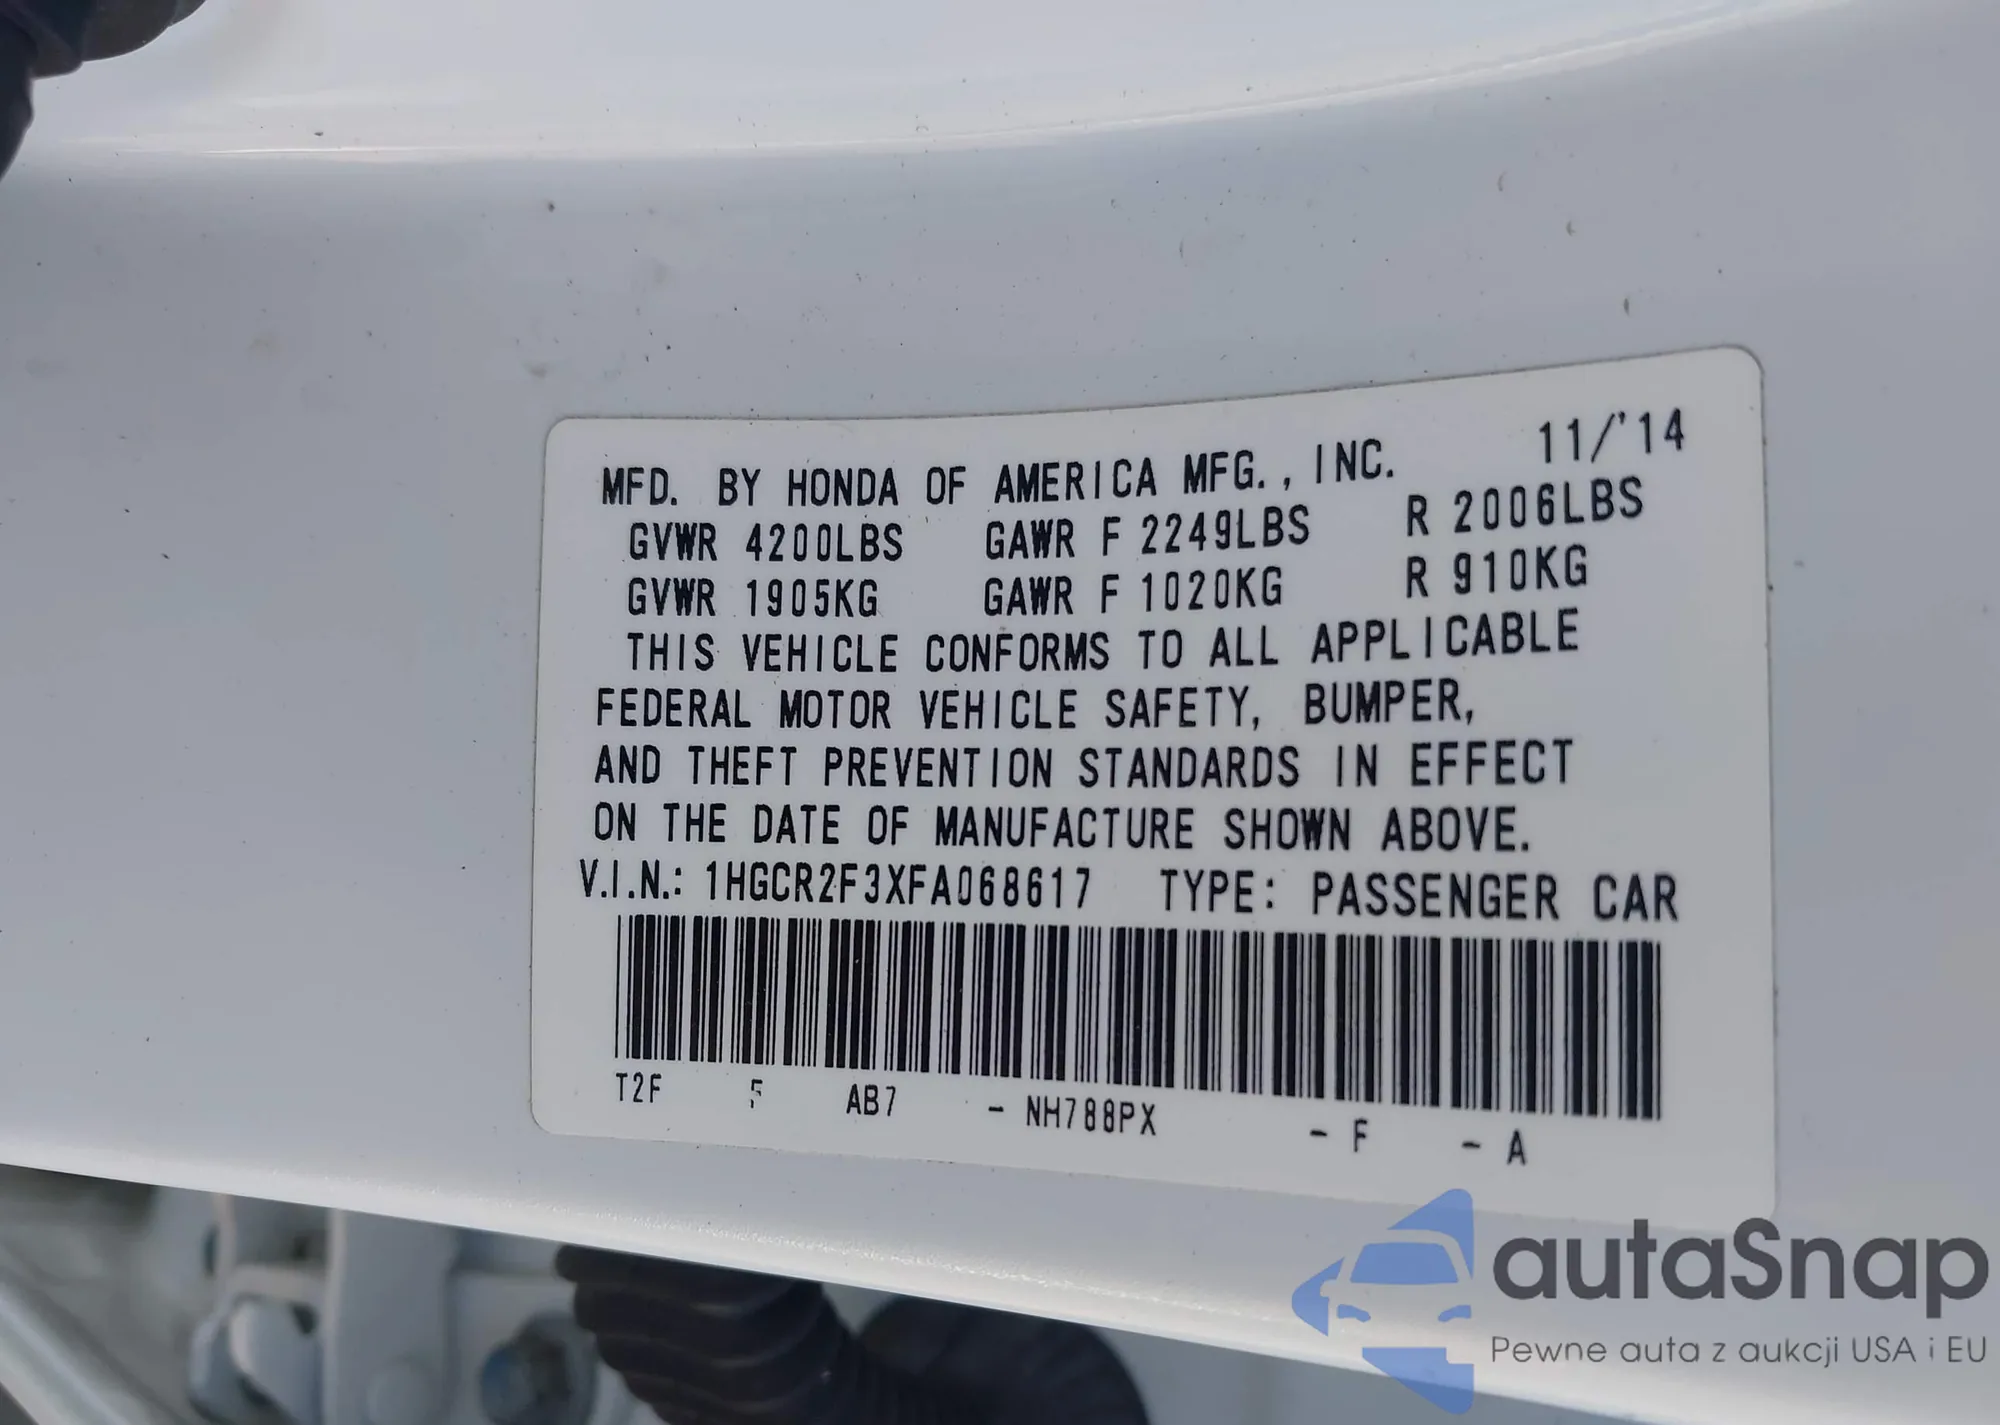 MFD. BY HONDA OF AMERICA MFG., INC. 11/'14
GVWR 4200LBS GAWR F 2249LBS R 2006LBS
GVWR 1905KG GAWR F 1020KG R 910KG
THIS VEHICLE CONFORMS TO ALL APPLICABLE
FEDERAL MOTOR VEHICLE SAFETY, BUMPER,
AND THEFT PREVENTION STANDARDS IN EFFECT
ON THE DATE OF MANUFACTURE SHOWN ABOVE.
V.I.N.: 1HGCR2F3XFA068617 TYPE: PASSENGER CAR
T2F 5 AB7 - NH788PX - F - A
autaSnap
Pewne auta z aukcji USA i EU